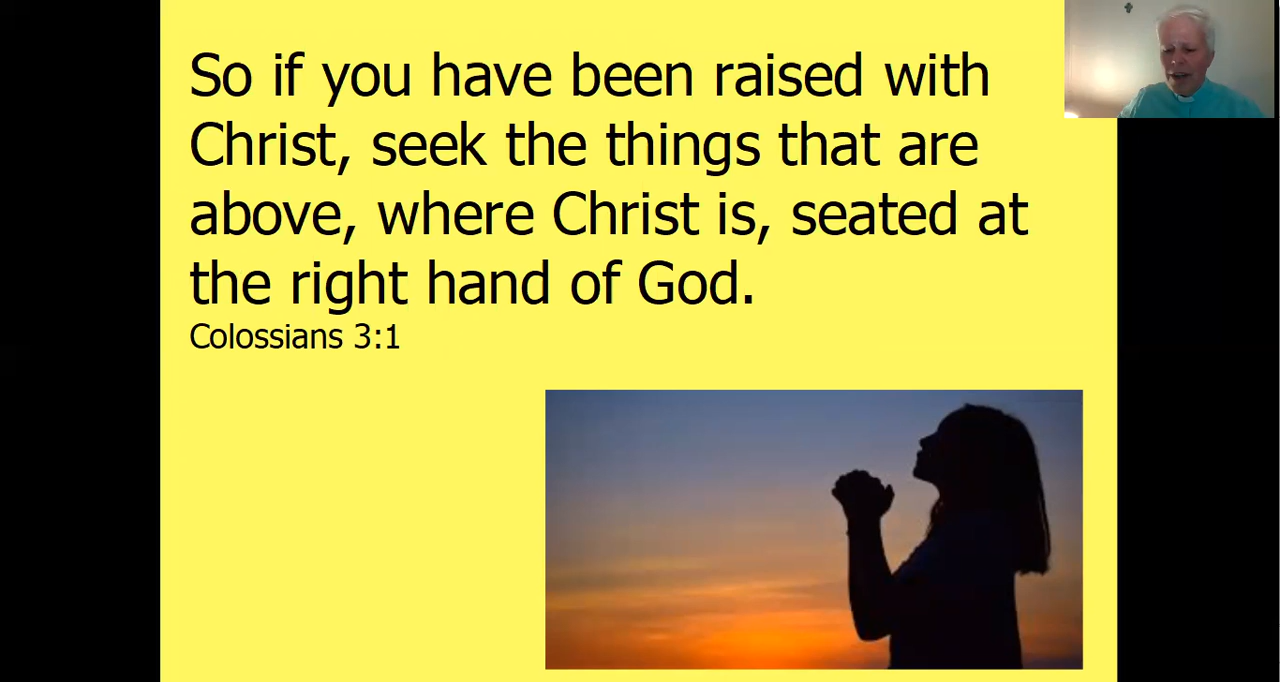 So if you have been raised with
Christ, seek the things that are
above, where Christ is, seated at
the right hand of God.
Colossians 3:1